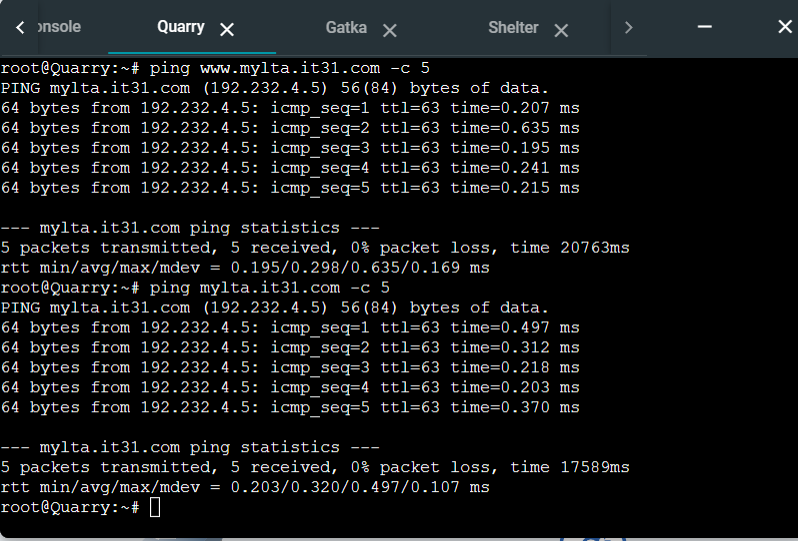 onsole Quarry Gatka Shelter
root@Quarry:~# ping www.mylta.it31.com -c 5
PING mylta.it31.com (192.232.4.5) 56(84) bytes of data.
64 bytes from 192.232.4.5: icmp_seq=1 ttl=63 time=0.207 ms
64 bytes from 192.232.4.5: icmp_seq=2 ttl=63 time=0.635 ms
64 bytes from 192.232.4.5: icmp_seq=3 ttl=63 time=0.195 ms
64 bytes from 192.232.4.5: icmp_seq=4 ttl=63 time=0.241 ms
64 bytes from 192.232.4.5: icmp_seq=5 ttl=63 time=0.215 ms
--- mylta.it31.com ping statistics ---
5 packets transmitted, 5 received, 0% packet loss, time 20763ms
rtt min/avg/max/mdev = 0.195/0.298/0.635/0.169 ms
root@Quarry:~# ping mylta.it31.com -c 5
PING mylta.it31.com (192.232.4.5) 56(84) bytes of data.
64 bytes from 192.232.4.5: icmp_seq=1 ttl=63 time=0.497 ms
64 bytes from 192.232.4.5: icmp_seq=2 ttl=63 time=0.312 ms
64 bytes from 192.232.4.5: icmp_seq=3 ttl=63 time=0.218 ms
64 bytes from 192.232.4.5: icmp_seq=4 ttl=63 time=0.203 ms
64 bytes from 192.232.4.5: icmp_seq=5 ttl=63 time=0.370 ms
--- mylta.it31.com ping statistics ---
5 packets transmitted, 5 received, 0% packet loss, time 17589ms
rtt min/avg/max/mdev = 0.203/0.320/0.497/0.107 ms
root@Quarry:~#